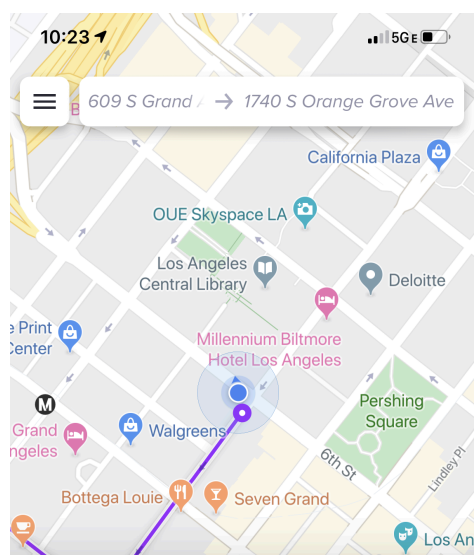 10:23
5G E
609 S Grand
1740 S Orange Grove Ave
California Plaza
OUE Skyspace LA
Los Angeles
Central Library
Deloitte
e Print
Center
Millennium Biltmore
Hotel Los Angeles
M
Pershing
Square
Grand
ngeles
Walgreens
6th St
Lindley Pl
Bottega Louie
Seven Grand
Los An